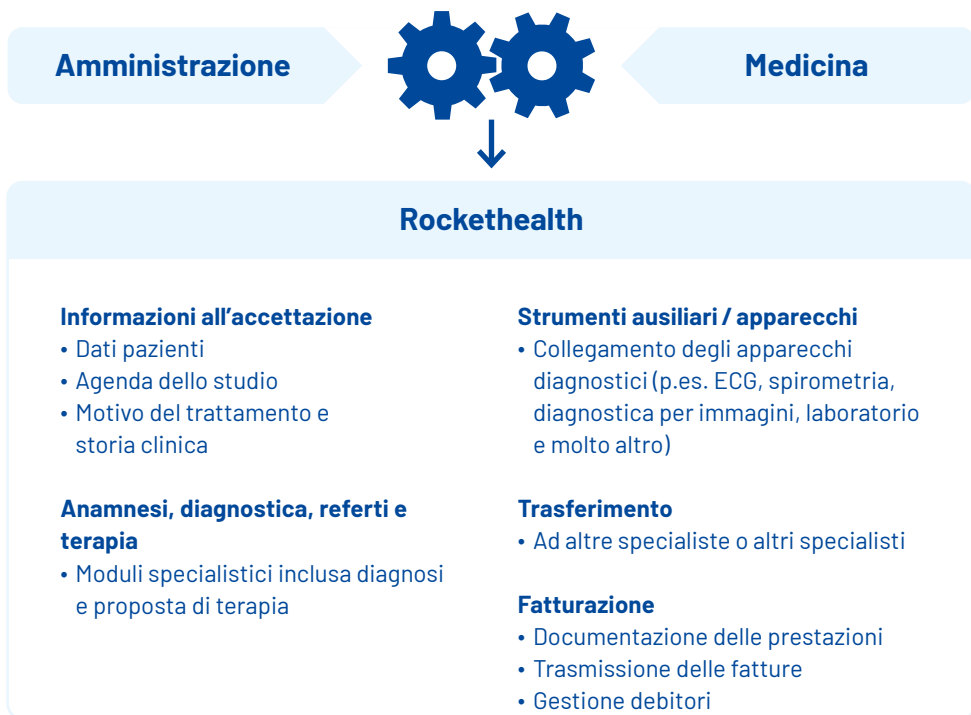 Amministrazione
Medicina
Rockethealth
Informazioni all’accettazione
• Dati pazienti
• Agenda dello studio
• Motivo del trattamento e
storia clinica
Anamnesi, diagnostica, referti e
terapia
• Moduli specialistici inclusa diagnosi
e proposta di terapia
Strumenti ausiliari / apparecchi
• Collegamento degli apparecchi
diagnostici (p.es. ECG, spirometria,
diagnostica per immagini, laboratorio
e molto altro)
Trasferimento
• Ad altre specialiste o altri specialisti
Fatturazione
• Documentazione delle prestazioni
• Trasmissione delle fatture
• Gestione debitori